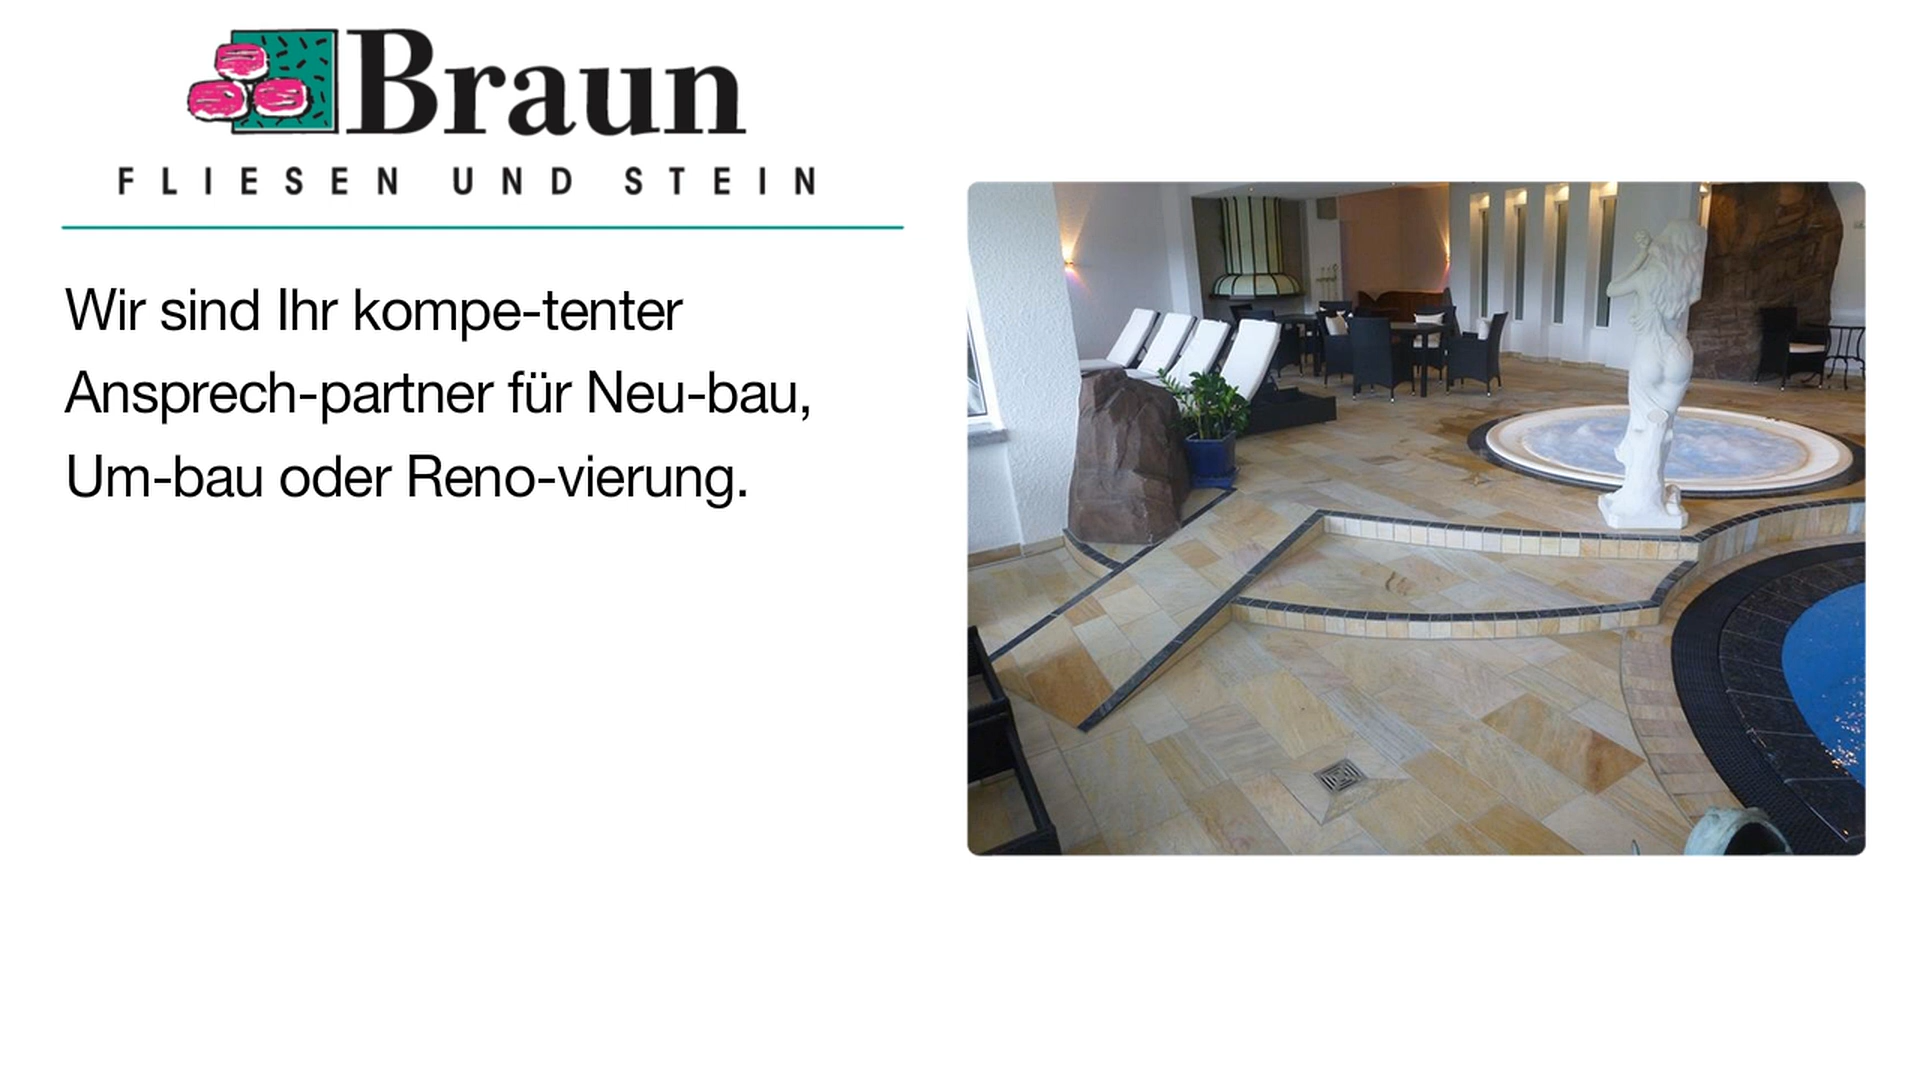 Braun
FLIESEN UND STEIN
Wir sind Ihr kompe-tenter
Ansprech-partner für Neu-bau,
Um-bau oder Reno-vierung.